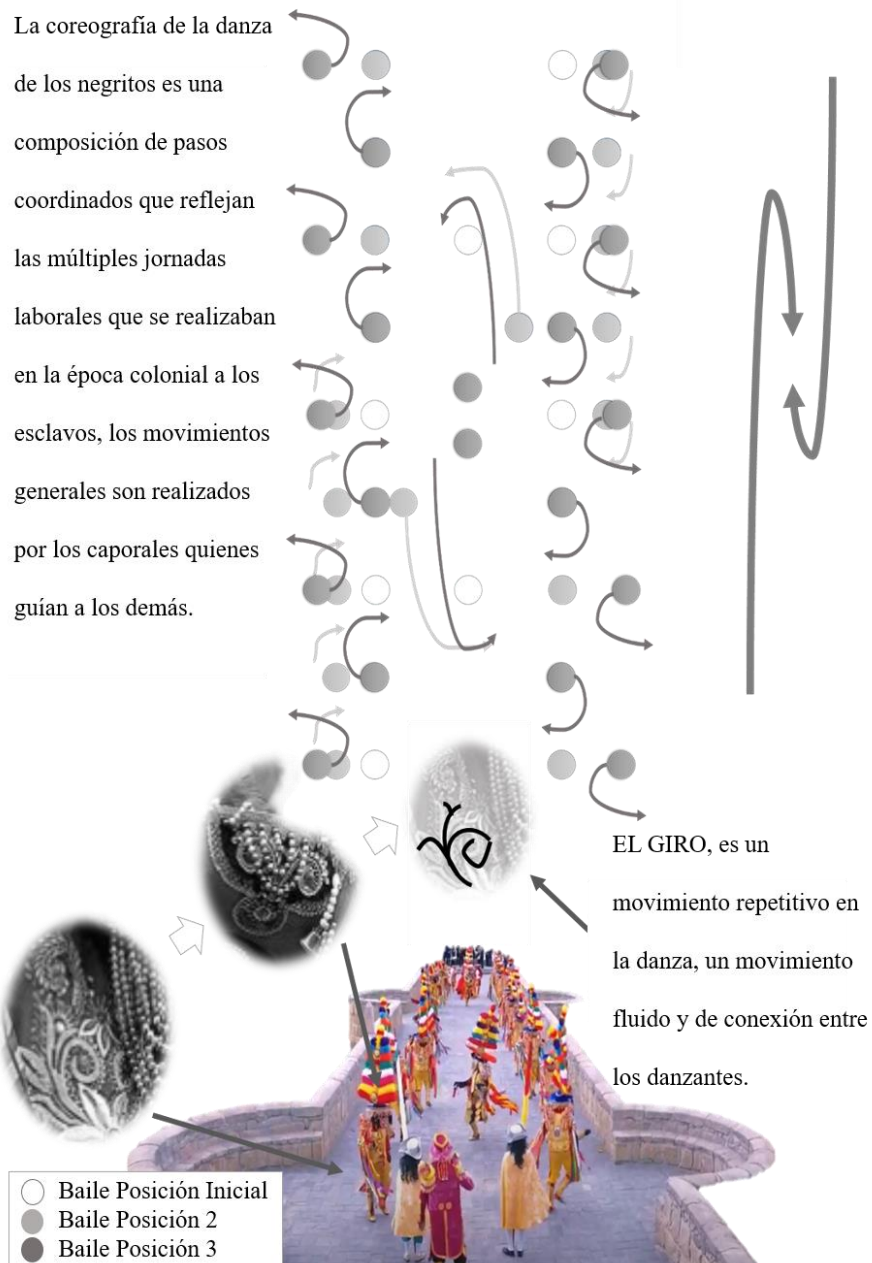 La coreografía de la danza
de los negritos es una
composición de pasos
coordinados que reflejan
las múltiples jornadas
laborales que se realizaban
en la época colonial a los
esclavos, los movimientos
generales son realizados
por los caporales quienes
guían a los demás.
EL GIRO, es un
movimiento repetitivo en
la danza, un movimiento
fluido y de conexión entre
los danzantes.
Baile Posición Inicial
Baile Posición 2
Baile Posición 3